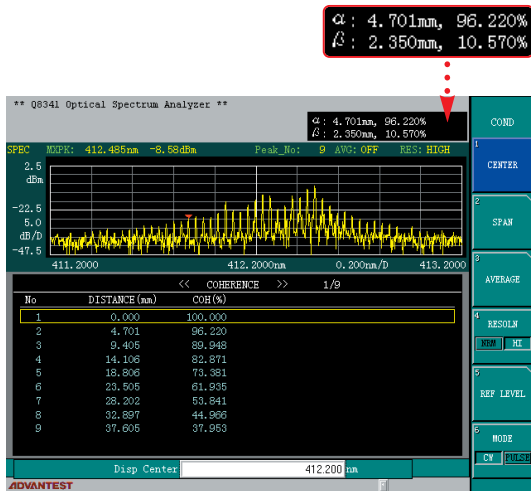 α: 4.701mm, 96.220%
β: 2.350mm, 10.570%
** Q8341 Optical Spectrum Analyzer **
α: 4.701mm, 96.220%
β: 2.350mm, 10.570%
SPEC MXPK: 412.485nm -8.58dBm Peak_No: 9 AVG: OFF RES: HIGH
2.5
dBm
-22.5
5.0
dB/D
-47.5
411.2000 412.2000nm 0.200nm/D 413.2000
<< COHERENCE >> 1/9
No DISTANCE(mm) COH(%)
1 0.000 100.000
2 4.701 96.220
3 9.405 89.948
4 14.106 82.871
5 18.806 73.381
6 23.505 61.935
7 28.202 53.841
8 32.897 44.966
9 37.605 37.953
Disp Center 412.200 nm
ADVANTEST
COND
1
CENTER
2
SPAN
3
AVERAGE
4
RESOLN
NRM HI
5
REF LEVEL
6
MODE
CW PULSE